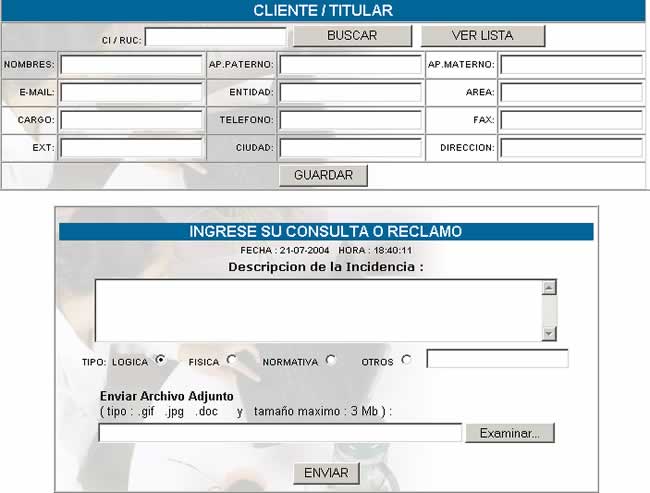 CLIENTE / TITULAR
CI / RUC: BUSCAR VER LISTA
NOMBRES: AP.PATERNO: AP.MATERNO:
E-MAIL: ENTIDAD: AREA:
CARGO: TELEFONO: FAX:
EXT: CIUDAD: DIRECCION:
GUARDAR
INGRESE SU CONSULTA O RECLAMO
FECHA : 21-07-2004 HORA : 18:40:11
Descripcion de la Incidencia :
TIPO: LOGICA FISICA NORMATIVA OTROS
Enviar Archivo Adjunto
( tipo : .gif .jpg .doc y tamaño maximo : 3 Mb ) :
Examinar...
ENVIAR